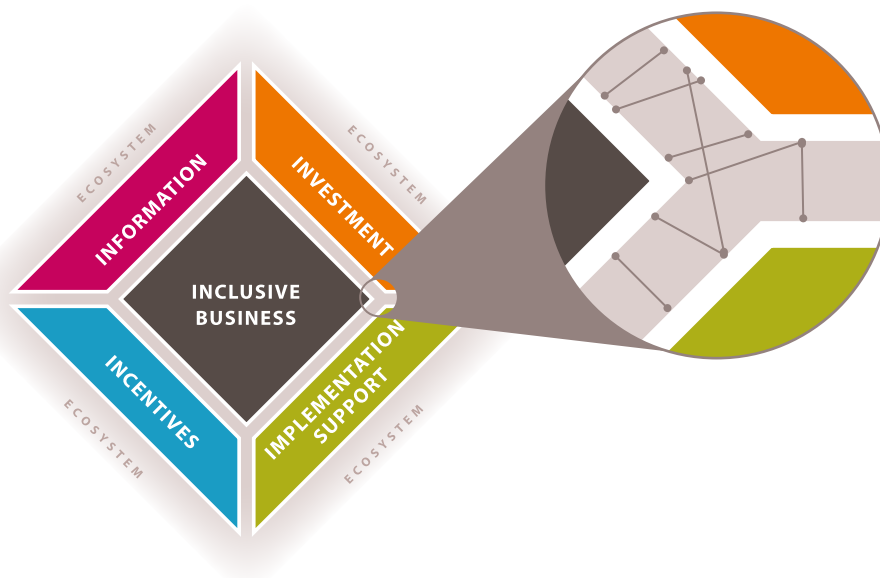 ECOSYSTEM
ECOSYSTEM
INFORMATION
INVESTMENT
INCLUSIVE
BUSINESS
INCENTIVES
IMPLEMENTATION
SUPPORT
ECOSYSTEM
ECOSYSTEM